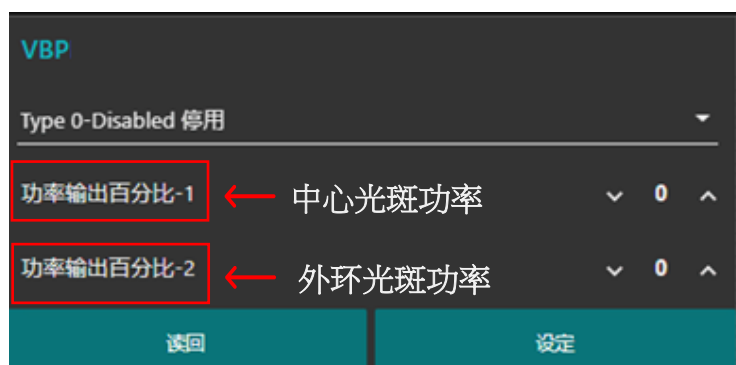 VBP
Type 0-Disabled 停用
功率输出百分比-1 中心光斑功率 0
功率输出百分比-2 外环光斑功率 0
读回 设定